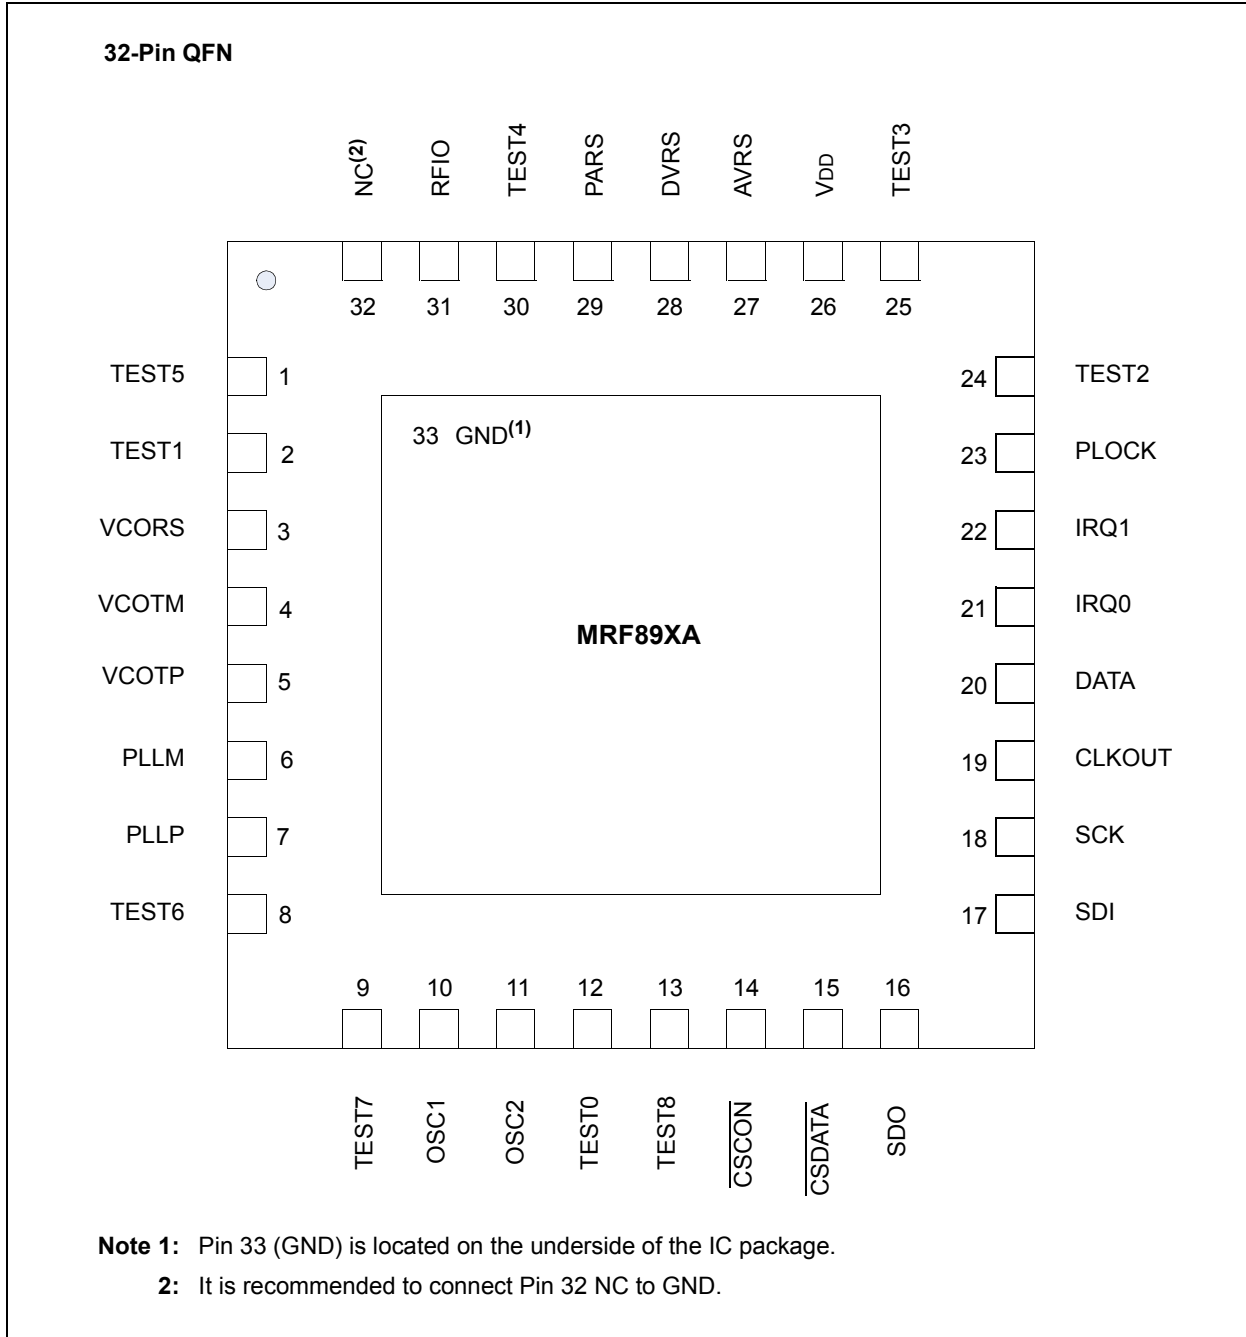 32-Pin QFN
NC(2) RFIO TEST4 PARS DVRS AVRS VDD TEST3
32 31 30 29 28 27 26 25
TEST5 1 24 TEST2
33 GND(1)
TEST1 2 23 PLOCK
VCORS 3 22 IRQ1
VCOTM 4 21 IRQ0
MRF89XA
VCOTP 5 20 DATA
PLLM 6 19 CLKOUT
PLLP 7 18 SCK
TEST6 8 17 SDI
9 10 11 12 13 14 15 16
TEST7 OSC1 OSC2 TEST0 TEST8 CSCON CSDATA SDO
Note 1: Pin 33 (GND) is located on the underside of the IC package.
2: It is recommended to connect Pin 32 NC to GND.